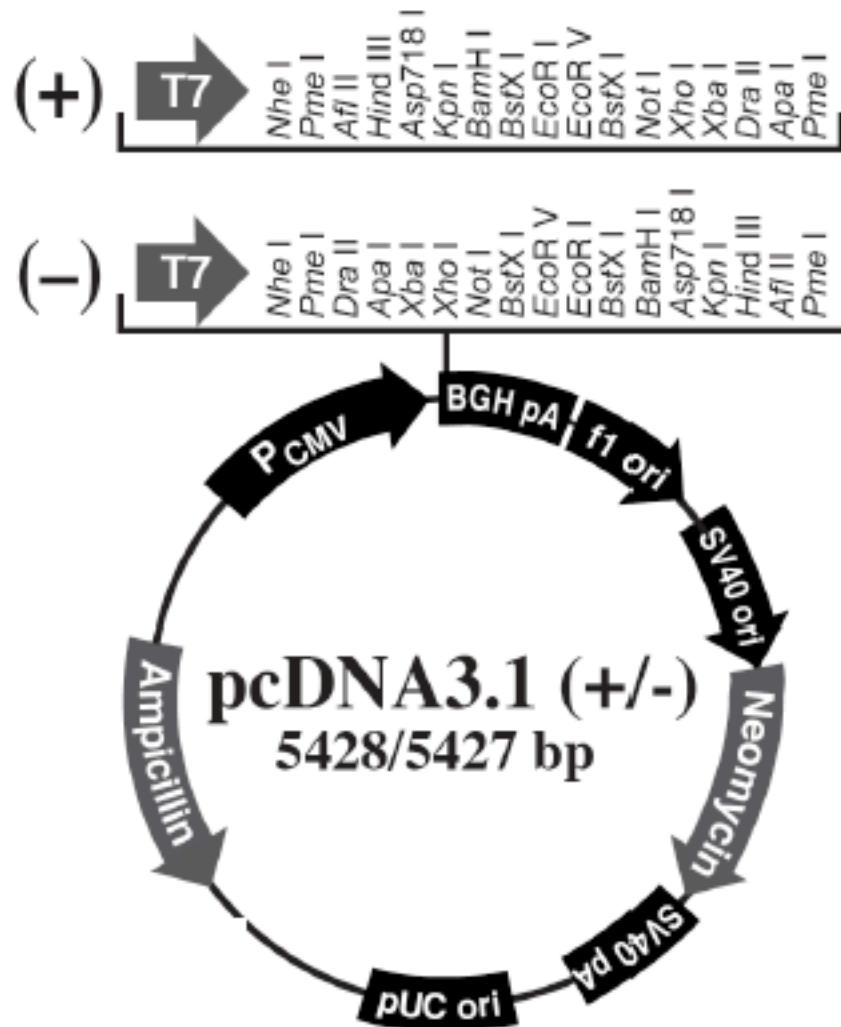 (+)
T7
Nhe I
Pme I
Afl II
Hind III
Asp718 I
Kpn I
BamH I
BstX I
EcoR I
EcoR V
BstX I
Not I
Xho I
Xba I
Dra II
Apa I
Pme I
(−)
T7
Nhe I
Pme I
Dra II
Apa I
Xba I
Xho I
Not I
BstX I
EcoR V
EcoR I
BstX I
BamH I
Asp718 I
Kpn I
Hind III
Afl II
Pme I
PCMV
BGH pA
f1 ori
SV40 ori
Neomycin
SV40 pA
pUC ori
Ampicillin
pcDNA3.1 (+/-)
5428/5427 bp